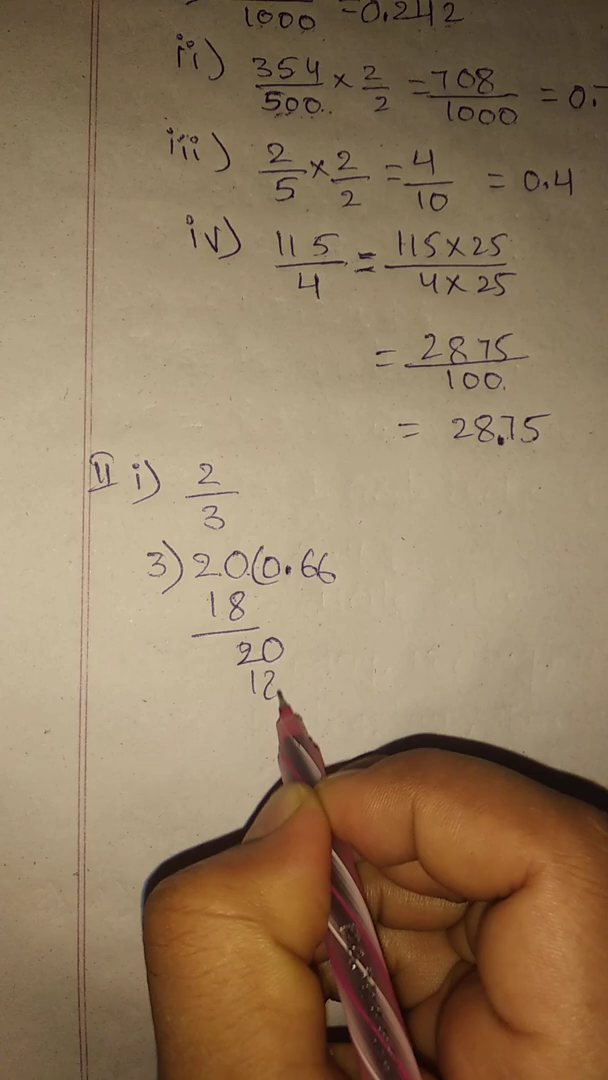 1000 = 0.242
ii) 354/500 × 2/2 = 708/1000 = 0.
iii) 2/5 × 2/2 = 4/10 = 0.4
iv) 115/4 = 115×25/4×25
= 2875/100
= 28.75
II i) 2/3
3)20(0.66
18
20
12